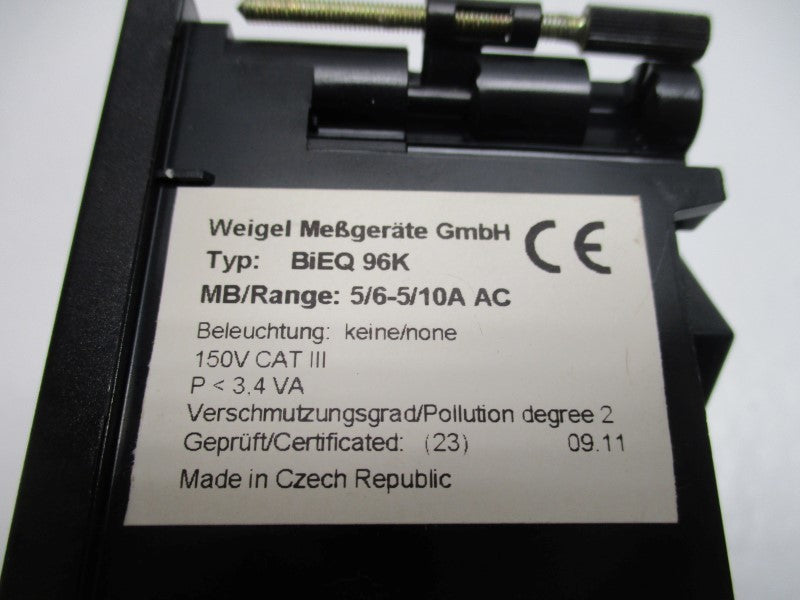 Weigel Meßgeräte GmbH CE
Typ: BiEQ 96K
MB/Range: 5/6-5/10A AC
Beleuchtung: keine/none
150V CAT III
P < 3,4 VA
Verschmutzungsgrad/Pollution degree 2
Geprüft/Certificated: (23) 09.11
Made in Czech Republic